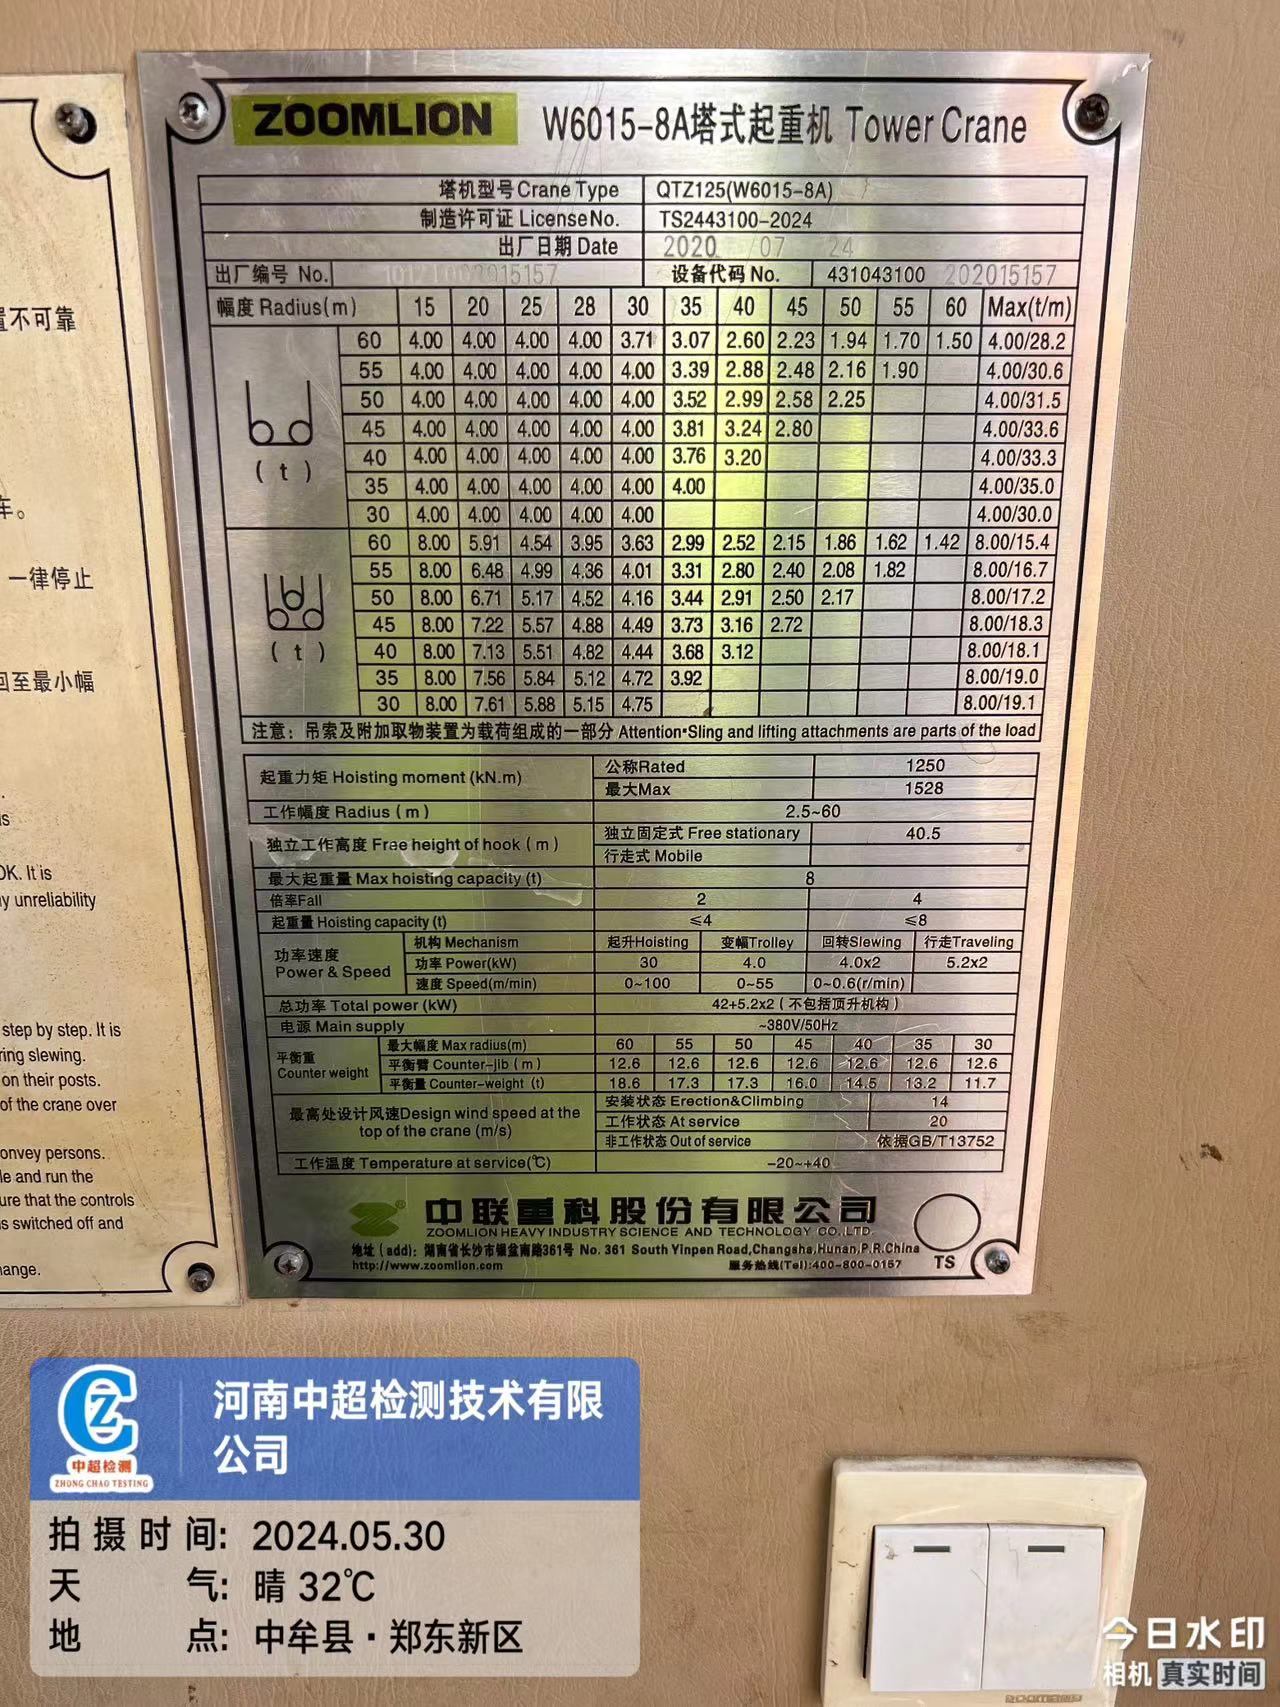 ZOOMLION W6015-8A塔式起重机 Tower Crane
塔机型号 Crane Type QTZ125(W6015-8A)
制造许可证 License No. TS2443100-2024
出厂日期 Date 2020 07 24
出厂编号 No. 设备代码 No. 431043100 202015157
幅度 Radius(m) 15 20 25 28 30 35 40 45 50 55 60 Max(t/m)
60 4.00 4.00 4.00 4.00 3.71 3.07 2.60 2.23 1.94 1.70 1.50 4.00/28.2
55 4.00 4.00 4.00 4.00 4.00 3.39 2.88 2.48 2.16 1.90 4.00/30.6
50 4.00 4.00 4.00 4.00 4.00 3.52 2.99 2.58 2.25 4.00/31.5
45 4.00 4.00 4.00 4.00 4.00 3.81 3.24 2.80 4.00/33.6
(t) 40 4.00 4.00 4.00 4.00 4.00 3.76 3.20 4.00/33.3
35 4.00 4.00 4.00 4.00 4.00 4.00 4.00/35.0
30 4.00 4.00 4.00 4.00 4.00 4.00/30.0
60 8.00 5.91 4.54 3.95 3.63 2.99 2.52 2.15 1.86 1.62 1.42 8.00/15.4
55 8.00 6.48 4.99 4.36 4.01 3.31 2.80 2.40 2.08 1.82 8.00/16.7
50 8.00 6.71 5.17 4.52 4.16 3.44 2.91 2.50 2.17 8.00/17.2
45 8.00 7.22 5.57 4.88 4.49 3.73 3.16 2.72 8.00/18.3
(t) 40 8.00 7.13 5.51 4.82 4.44 3.68 3.12 8.00/18.1
35 8.00 7.56 5.84 5.12 4.72 3.92 8.00/19.0
30 8.00 7.61 5.88 5.15 4.75 8.00/19.1
注意：吊索及附加取物装置为载荷组成的一部分 Attention•Sling and lifting attachments are parts of the load
起重力矩 Hoisting moment (kN.m) 公称Rated 1250
最大Max 1528
工作幅度 Radius (m) 2.5~60
独立工作高度 Free height of hook (m) 独立固定式 Free stationary 40.5
行走式 Mobile
最大起重量 Max hoisting capacity (t) 8
倍率Fall 2 4
起重量 Hoisting capacity (t) ≤4 ≤8
功率速度 Power & Speed 机构 Mechanism 起升Hoisting 变幅Trolley 回转Slewing 行走Traveling
功率 Power(kW) 30 4.0 4.0x2 5.2x2
速度 Speed(m/min) 0~100 0~55 0~0.6(r/min)
总功率 Total power (kW) 42+5.2x2（不包括顶升机构）
电源 Main supply ~380V/50Hz
平衡重 Counter weight 最大幅度 Max radius(m) 60 55 50 45 40 35 30
平衡臂 Counter-jib (m) 12.6 12.6 12.6 12.6 12.6 12.6 12.6
平衡量 Counter-weight (t) 18.6 17.3 17.3 16.0 14.5 13.2 11.7
最高处设计风速Design wind speed at the top of the crane (m/s) 安装状态 Erection&Climbing 14
工作状态 At service 20
非工作状态 Out of service 依据GB/T13752
工作温度 Temperature at service(℃) -20~+40
中联重科股份有限公司
ZOOMLION HEAVY INDUSTRY SCIENCE AND TECHNOLOGY CO.,LTD.
地址 (add): 湖南省长沙市银盆南路361号 No. 361 South Yinpen Road,Changsha,Hunan,P.R.China
http://www.zoomlion.com 服务热线(Tel):400-800-0157 TS
置不可靠
车。
一律停止
回至最小幅
OK. It is
y unreliability
step by step. It is
ring slewing.
on their posts.
of the crane over
onvey persons.
le and run the
ure that the controls
s switched off and
ange.
中超检测
ZHONG CHAO TESTING
河南中超检测技术有限
公司
拍摄时间: 2024.05.30
天气: 晴 32℃
地点: 中牟县·郑东新区
今日水印
相机 真实时间